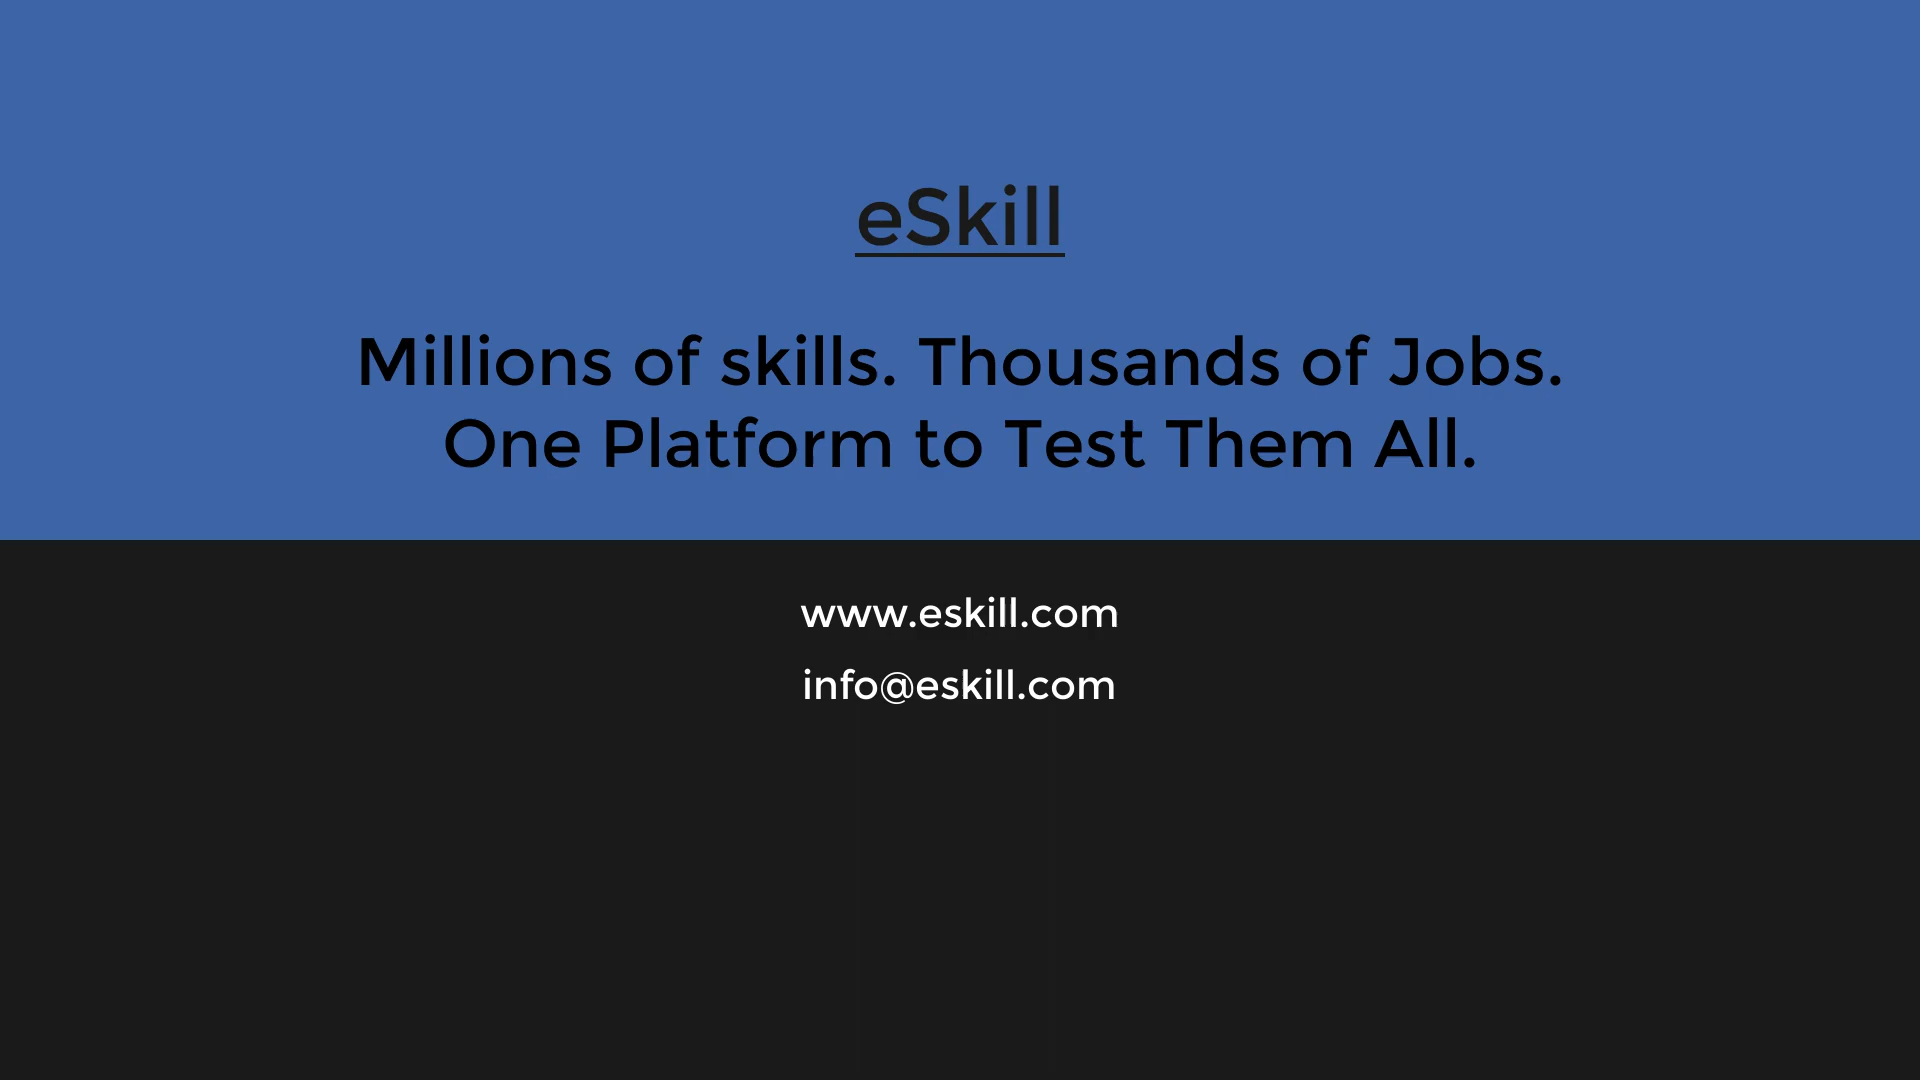 eSkill
Millions of skills. Thousands of Jobs.
One Platform to Test Them All.
www.eskill.com
info@eskill.com